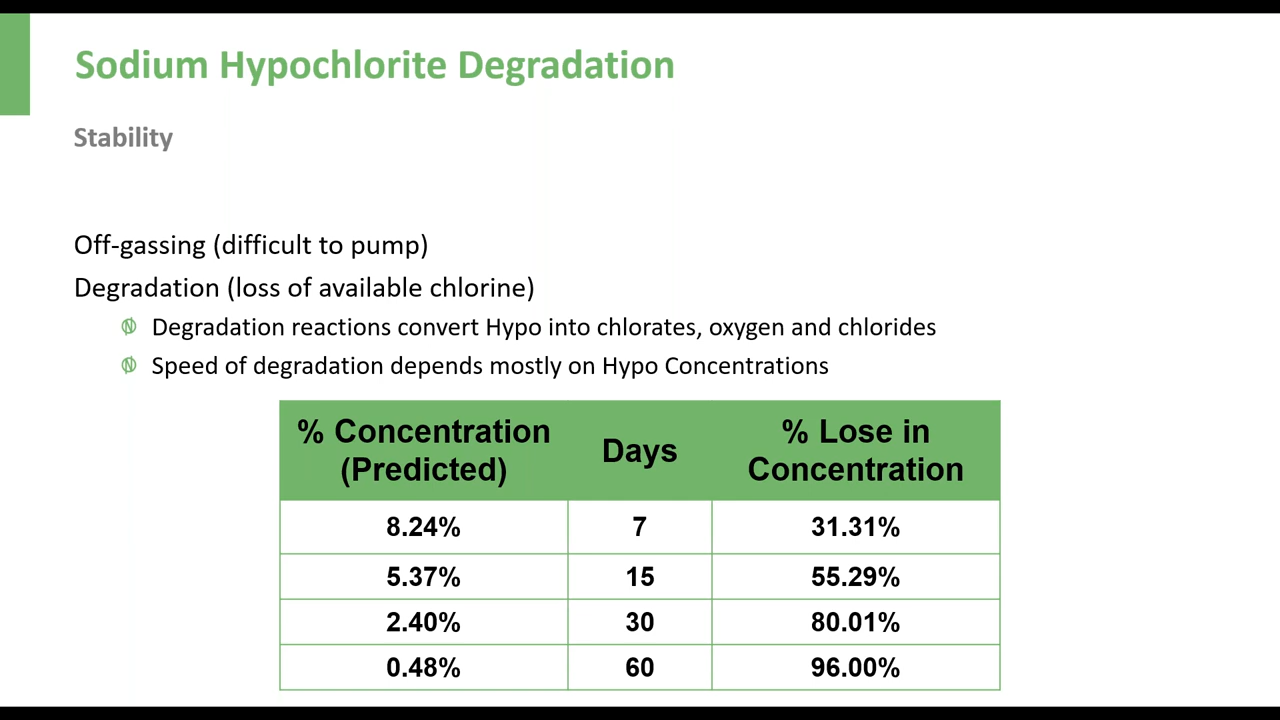 Sodium Hypochlorite Degradation
Stability
Off-gassing (difficult to pump)
Degradation (loss of available chlorine)
Degradation reactions convert Hypo into chlorates, oxygen and chlorides
Speed of degradation depends mostly on Hypo Concentrations
% Concentration (Predicted) Days % Lose in Concentration
8.24% 7 31.31%
5.37% 15 55.29%
2.40% 30 80.01%
0.48% 60 96.00%